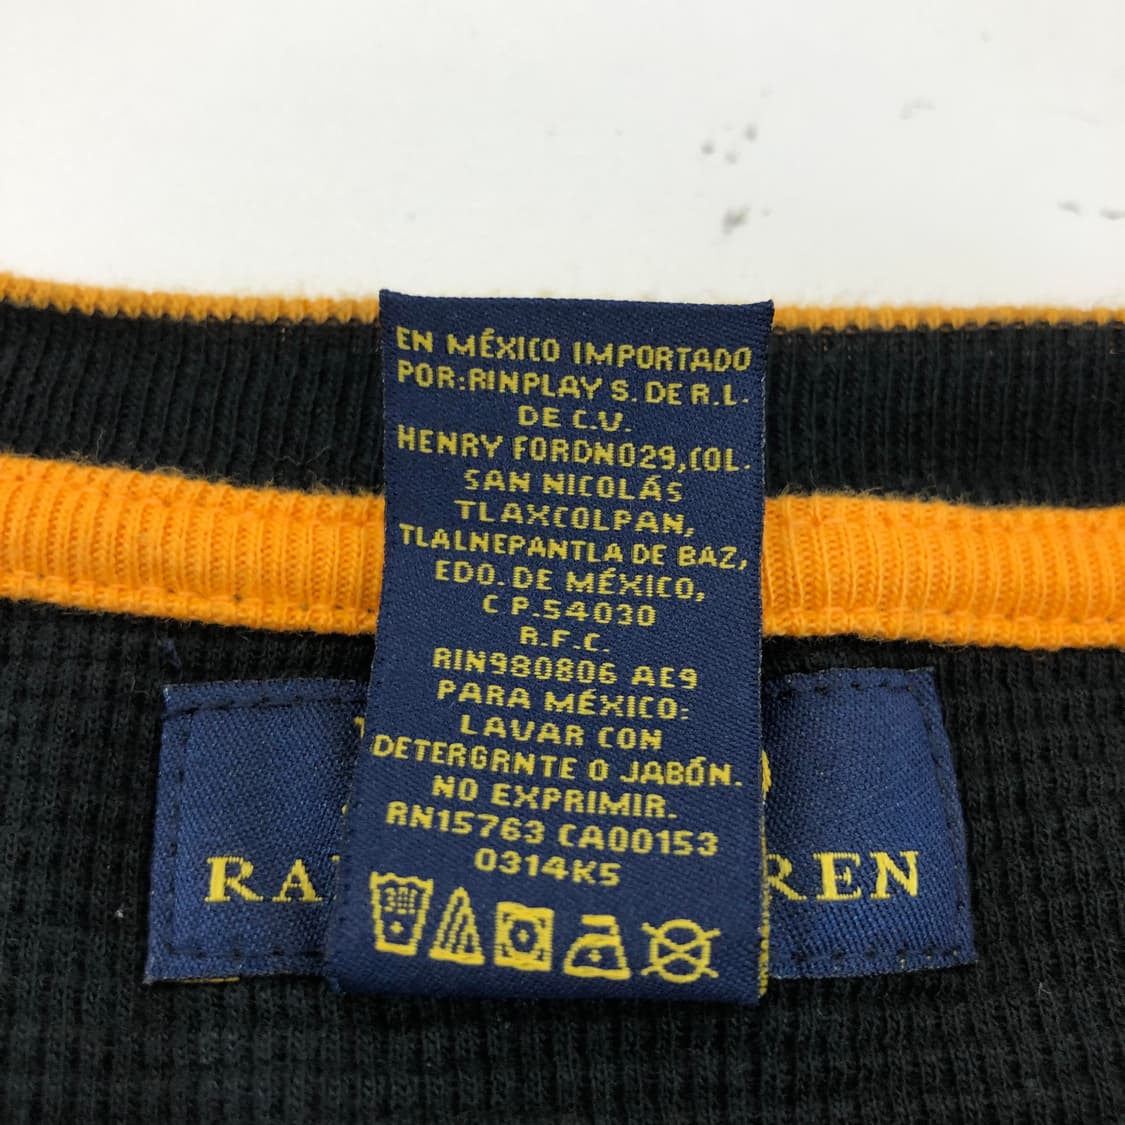 EN MÉXICO IMPORTADO
POR:RINPLAY S. DE R.L.
DE C.V.
HENRY FORDNO29,COL.
SAN NICOLÁS
TLAXCOLPAN,
TLALNEPANTLA DE BAZ,
EDO. DE MÉXICO,
C P.54030
R.F.C.
RIN980806 AE9
PARA MÉXICO:
LAVAR CON
DETERGRNTE O JABÓN.
NO EXPRIMIR.
RN15763 CA00153
0314K5
RA REN